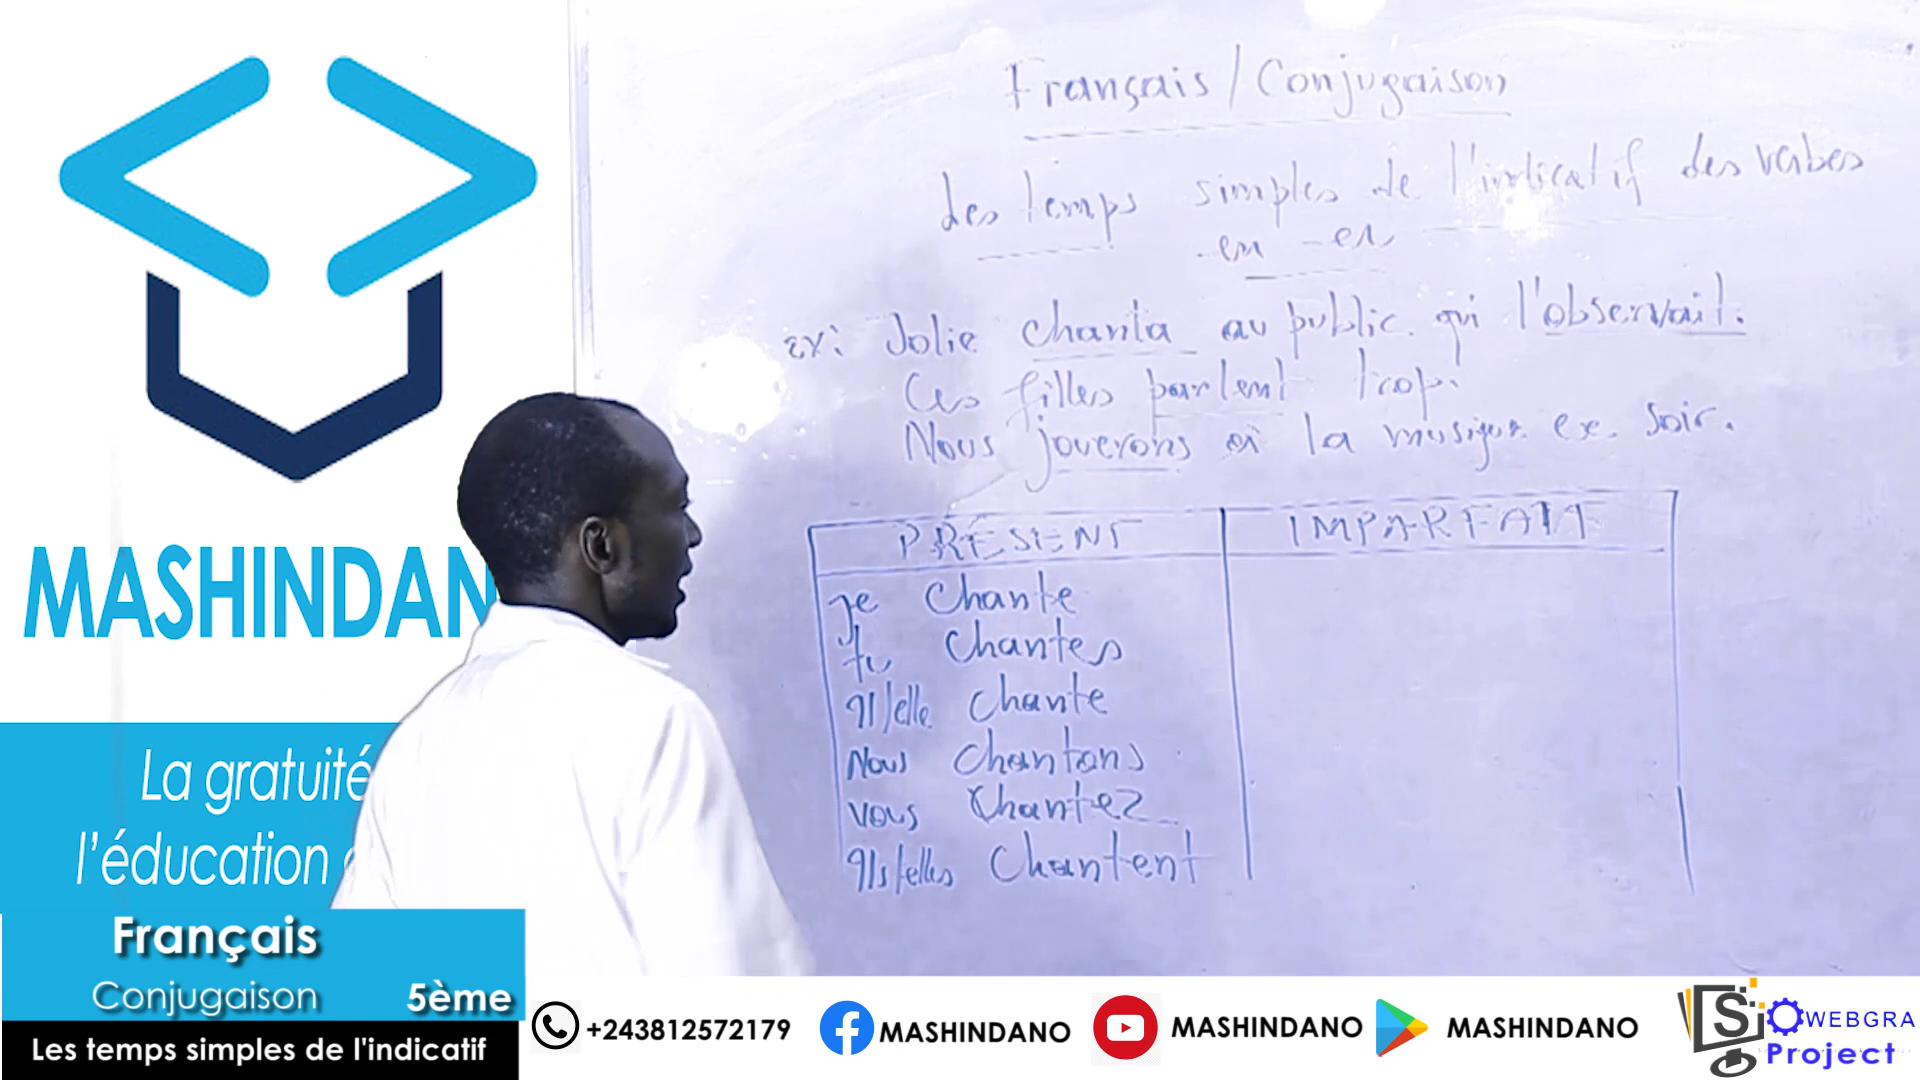 Français/Conjugaison
des temps simples de l'indicatif des verbes
en -er
ex: Jolie chanta au public qui l'observait.
Ces filles parlent trop.
Nous jouerons à la musique ce soir.
PRÉSENT IMPARFAIT
je chante
tu chantes
Il/elle chante
Nous chantons
vous chantez
Ils/elles chantent
MASHINDAN
La gratuité
l'éducation
Français
Conjugaison 5ème
Les temps simples de l'indicatif
+243812572179 MASHINDANO MASHINDANO MASHINDANO
SiOWEBGRA
Project